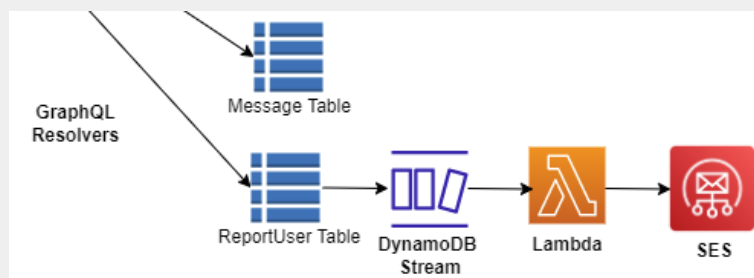 Message Table
GraphQL
Resolvers
ReportUser Table
DynamoDB
Stream
Lambda
SES